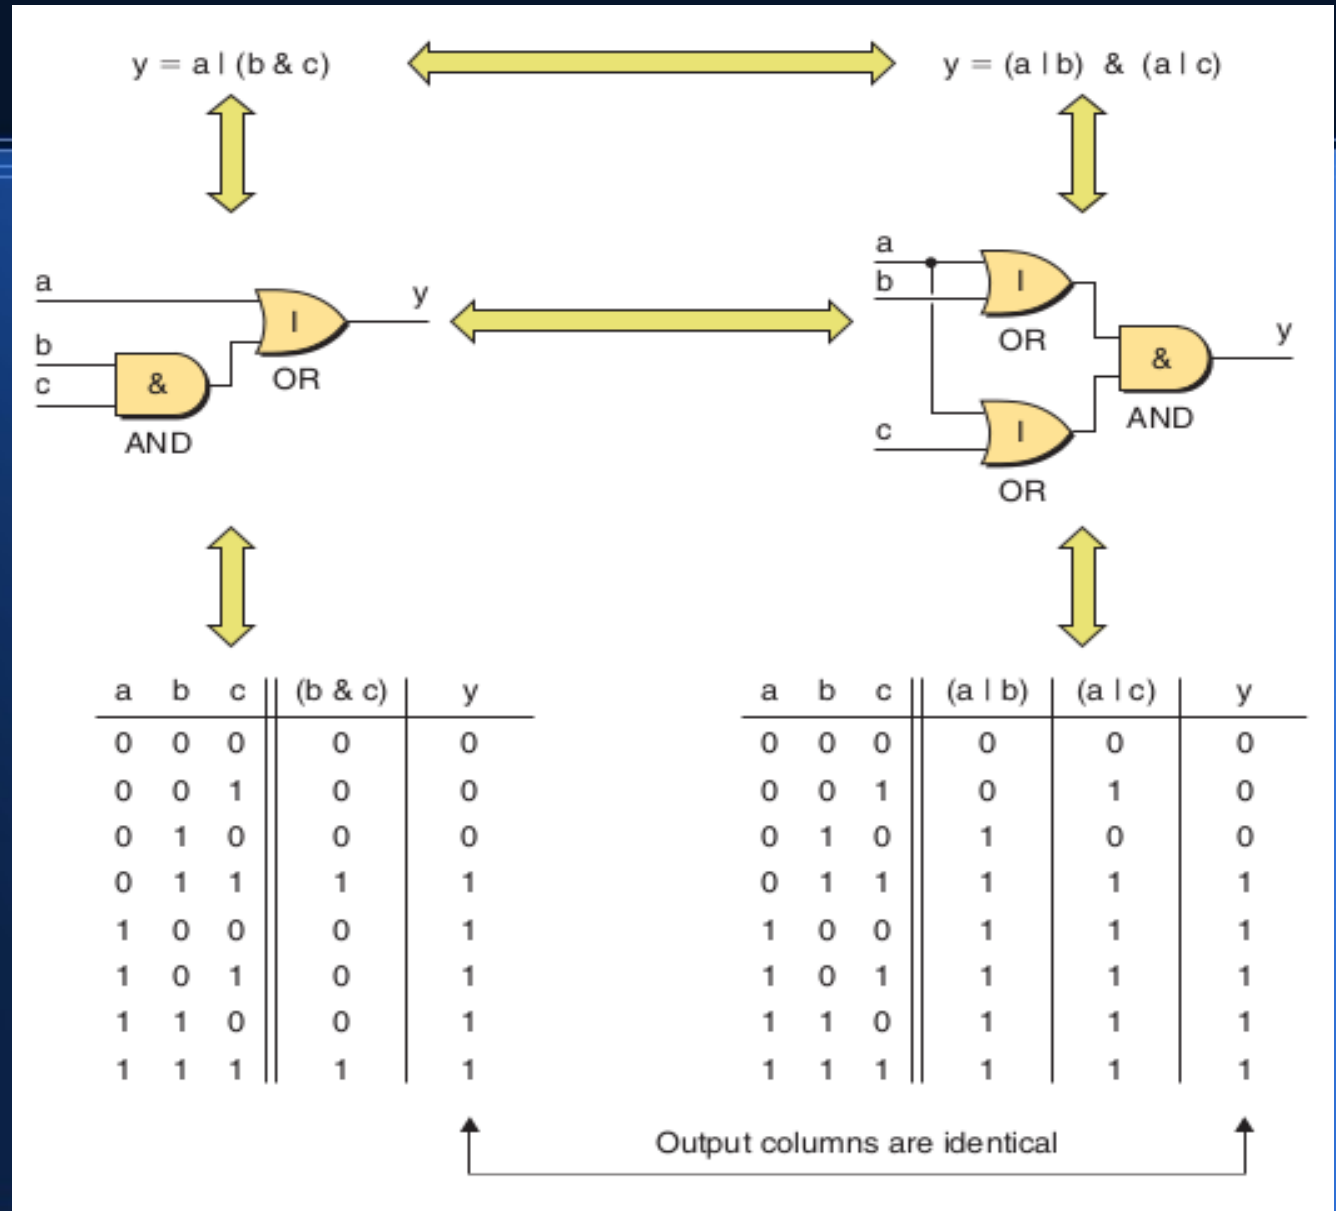 y = a | (b & c)
y = (a | b) & (a | c)
a
b
c
&
AND
|
OR
y
a
b
c
|
OR
|
OR
&
AND
y
a b c (b & c) y
0 0 0 0 0
0 0 1 0 0
0 1 0 0 0
0 1 1 1 1
1 0 0 0 1
1 0 1 0 1
1 1 0 0 1
1 1 1 1 1
a b c (a | b) (a | c) y
0 0 0 0 0 0
0 0 1 0 1 0
0 1 0 1 0 0
0 1 1 1 1 1
1 0 0 1 1 1
1 0 1 1 1 1
1 1 0 1 1 1
1 1 1 1 1 1
Output columns are identical